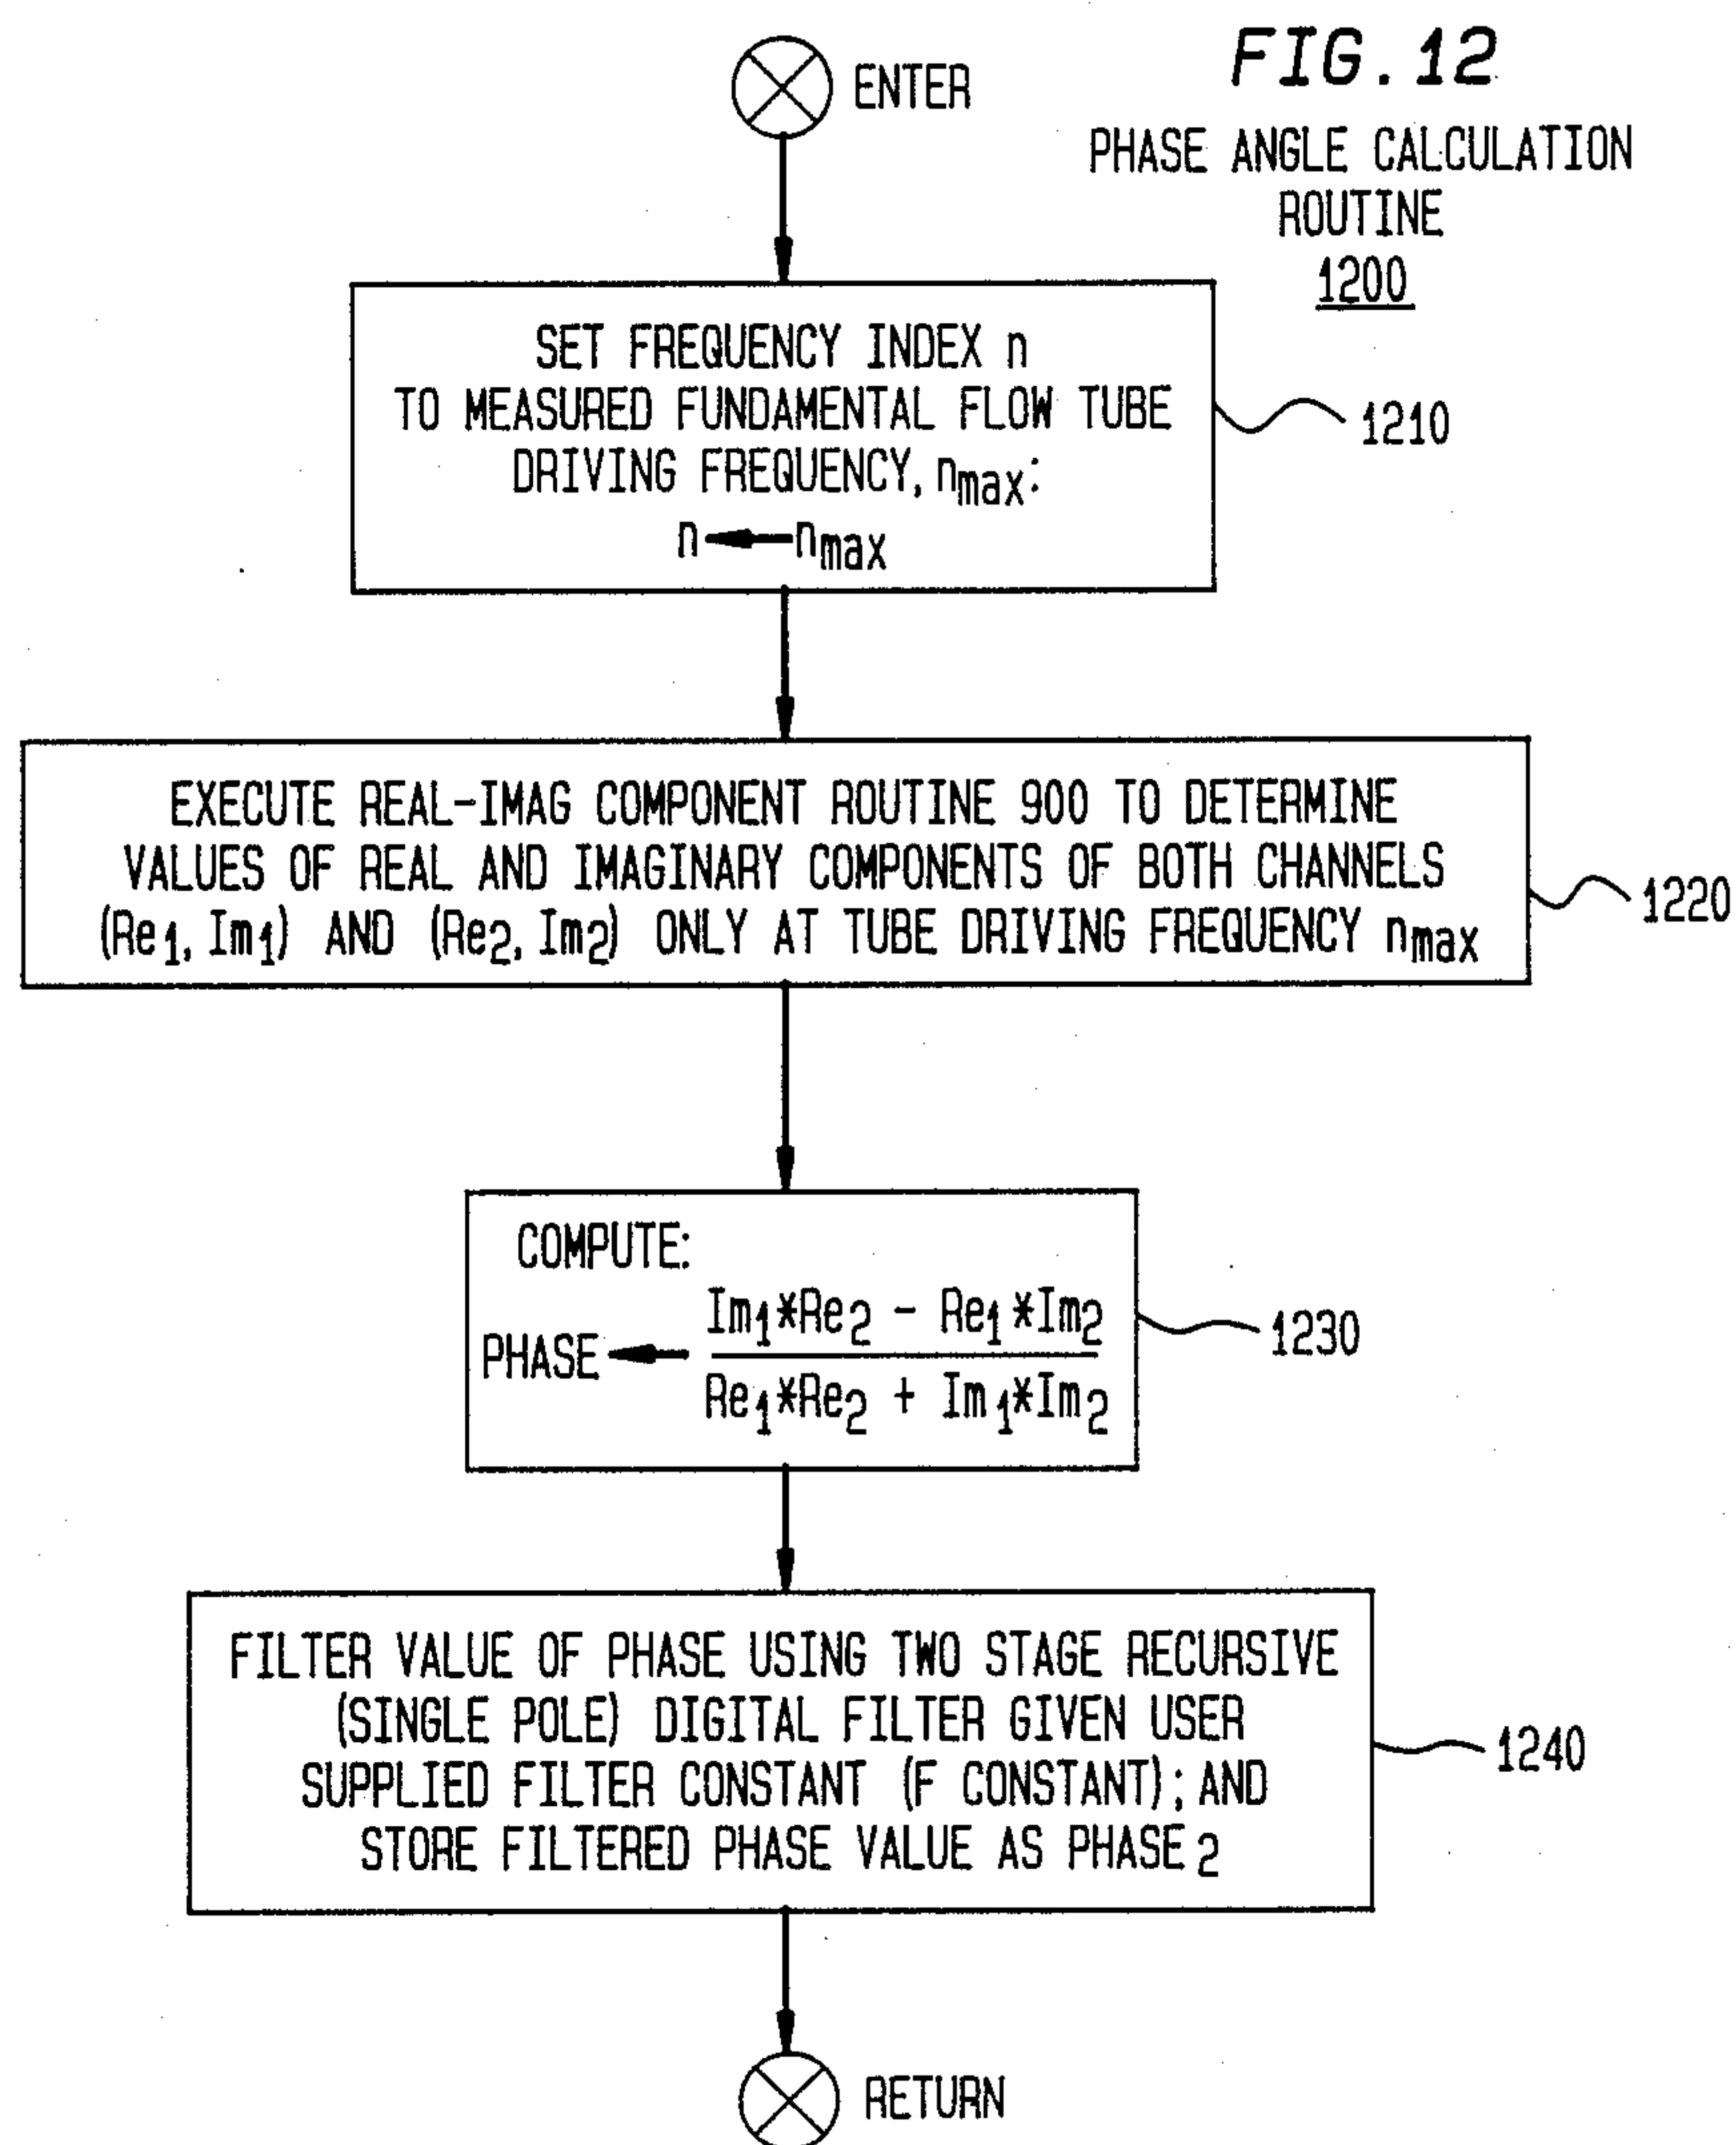 FIG. 12
PHASE ANGLE CALCULATION
ROUTINE
1200
ENTER
SET FREQUENCY INDEX n
TO MEASURED FUNDAMENTAL FLOW TUBE
DRIVING FREQUENCY, nmax:
n ← nmax
1210
EXECUTE REAL-IMAG COMPONENT ROUTINE 900 TO DETERMINE
VALUES OF REAL AND IMAGINARY COMPONENTS OF BOTH CHANNELS
(Re1, Im1) AND (Re2, Im2) ONLY AT TUBE DRIVING FREQUENCY nmax
1220
COMPUTE:
Im1*Re2 - Re1*Im2
PHASE ←
Re1*Re2 + Im1*Im2
1230
FILTER VALUE OF PHASE USING TWO STAGE RECURSIVE
(SINGLE POLE) DIGITAL FILTER GIVEN USER
SUPPLIED FILTER CONSTANT (F CONSTANT); AND
STORE FILTERED PHASE VALUE AS PHASE 2
1240
RETURN